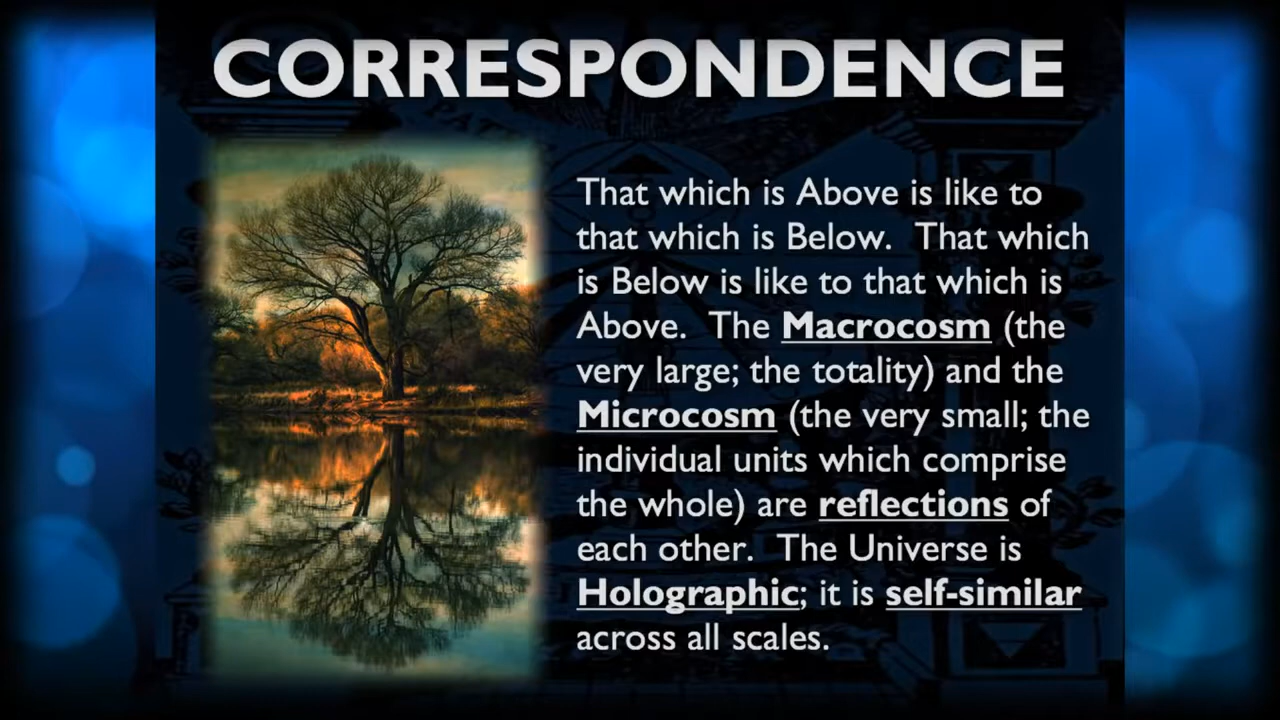 CORRESPONDENCE
That which is Above is like to
that which is Below.  That which
is Below is like to that which is
Above.  The Macrocosm (the
very large; the totality) and the
Microcosm (the very small; the
individual units which comprise
the whole) are reflections of
each other.  The Universe is
Holographic; it is self-similar
across all scales.